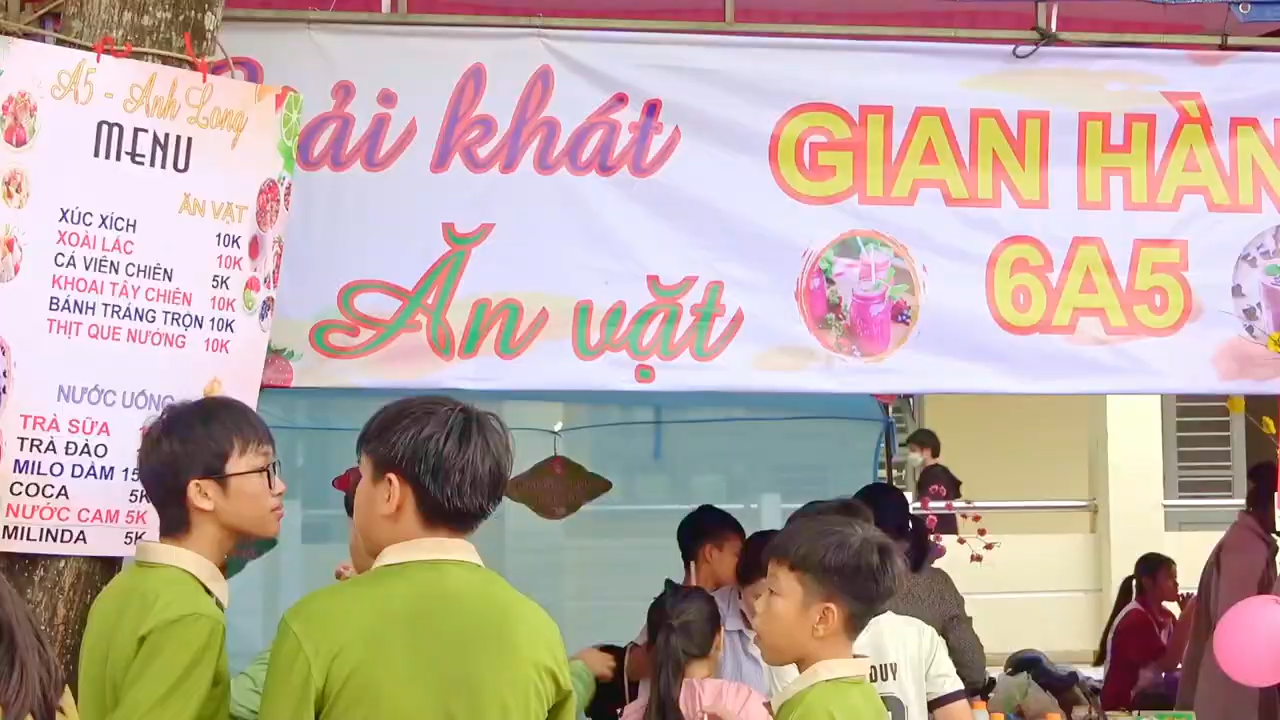 A5 - Anh Long
MENU
ĂN VẶT
XÚC XÍCH 10K
XOÀI LẮC 10K
CÁ VIÊN CHIÊN 5K
KHOAI TÂY CHIÊN 10K
BÁNH TRÁNG TRỘN 10K
THỊT QUE NƯỚNG 10K
NƯỚC UỐNG
TRÀ SỮA
TRÀ ĐÀO
MILO DẦM 15
COCA 5K
NƯỚC CAM 5K
MILINDA 5K
Giải khát
Ăn vặt
GIAN HÀN
6A5
DUY